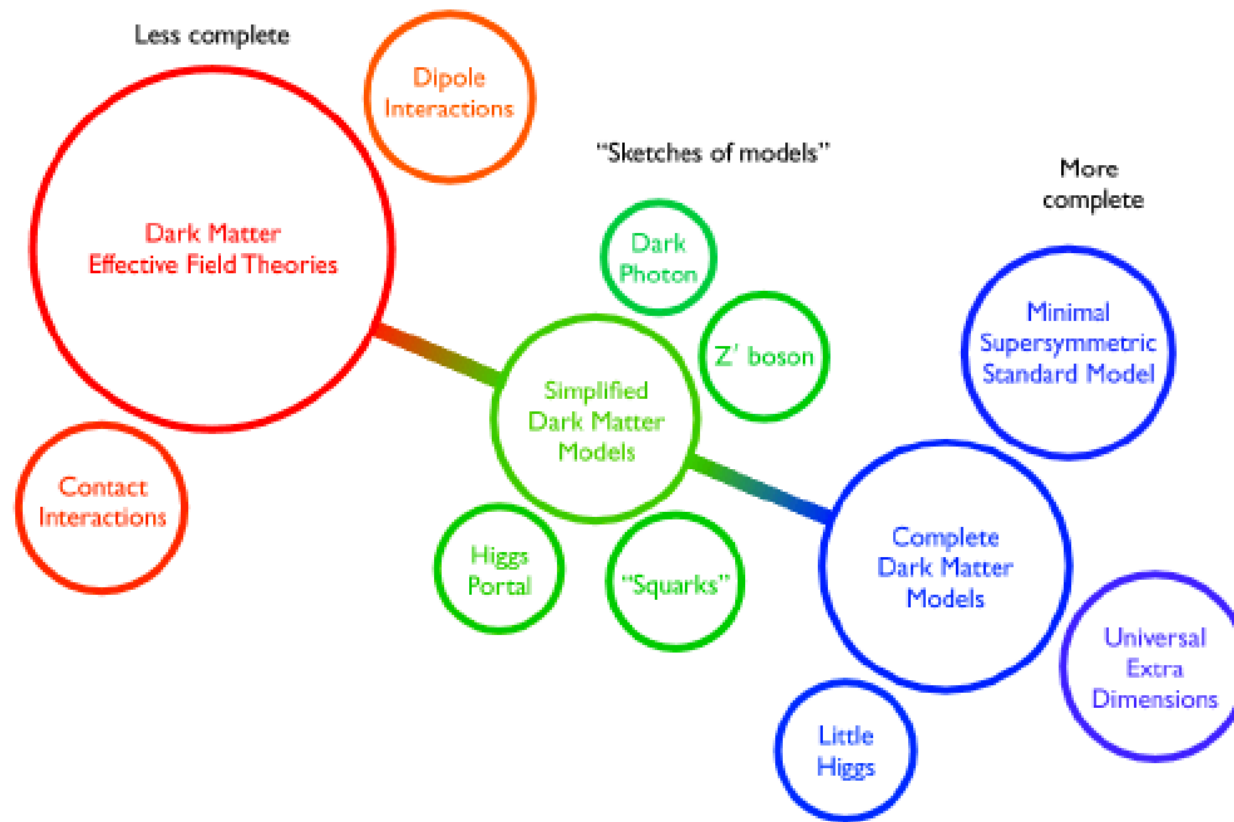 Less complete
Dipole
Interactions
"Sketches of models"
More
complete
Dark Matter
Effective Field Theories
Dark
Photon
Minimal
Supersymmetric
Standard Model
Z' boson
Simplified
Dark Matter
Models
Contact
Interactions
Higgs
Portal
"Squarks"
Complete
Dark Matter
Models
Universal
Extra
Dimensions
Little
Higgs